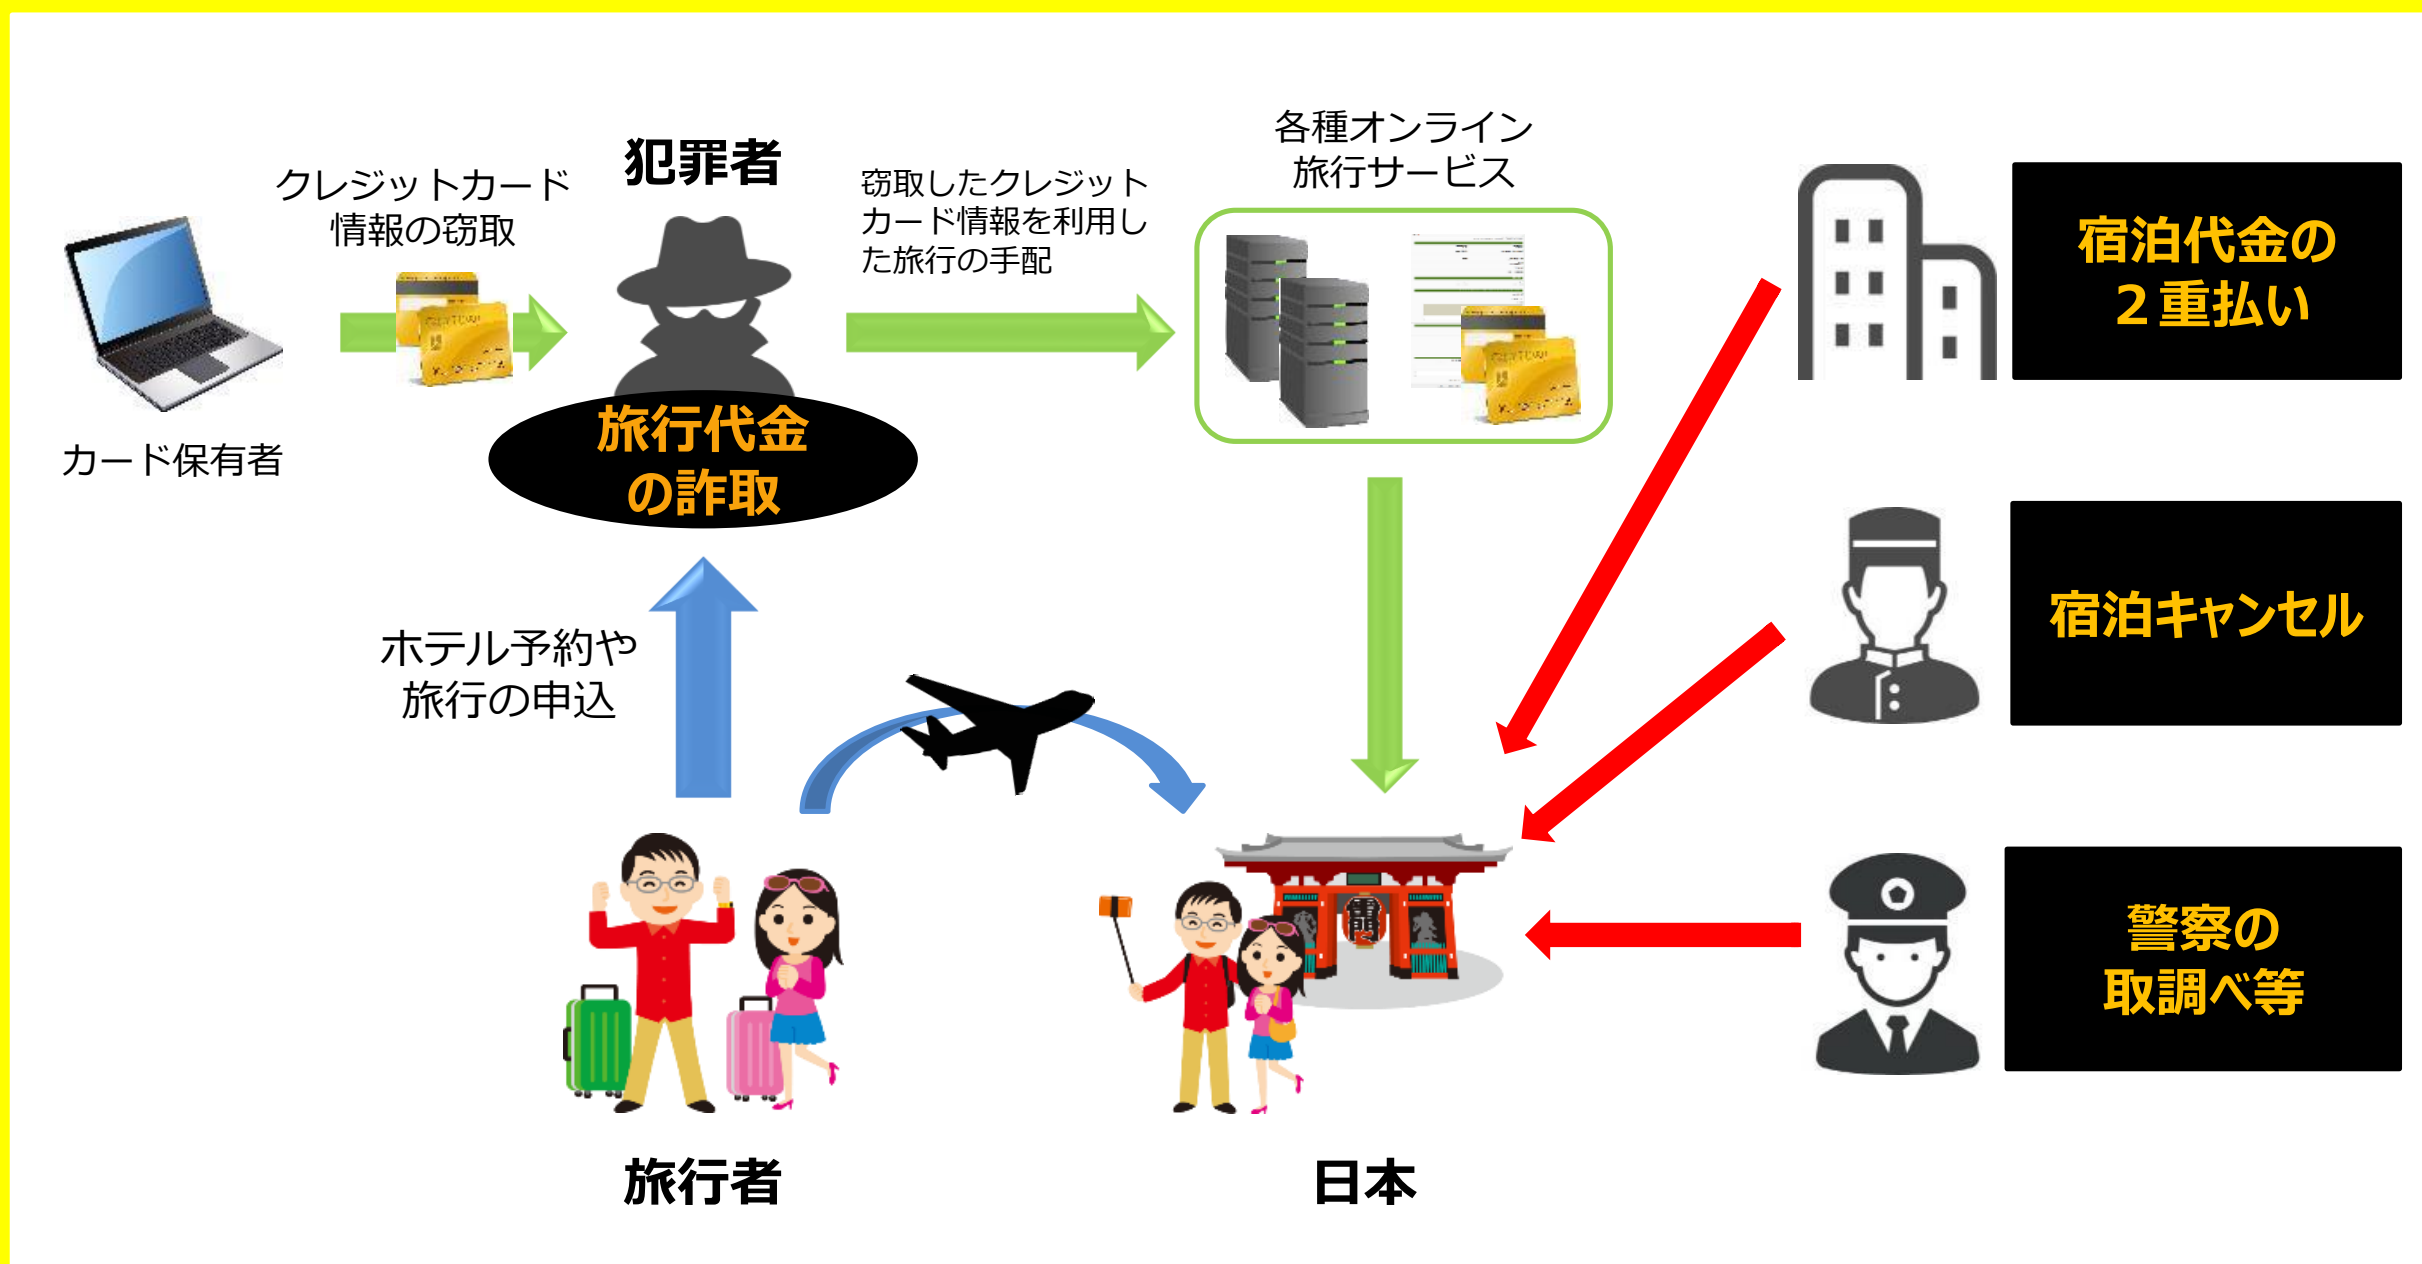 各種オンライン
旅行サービス
犯罪者
クレジットカード
情報の窃取
窃取したクレジット
カード情報を利用し
た旅行の手配
カード保有者
旅行代金
の詐取
宿泊代金の
２重払い
ホテル予約や
旅行の申込
宿泊キャンセル
警察の
取調べ等
旅行者
日本